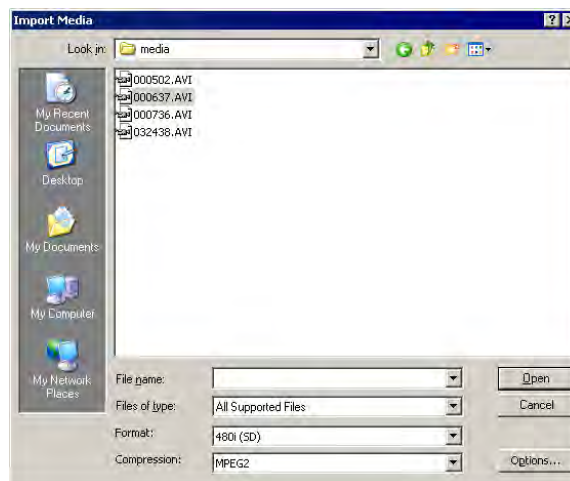 Import Media
Look in: media
000502.AVI
000637.AVI
000736.AVI
032438.AVI
My Recent
Documents
Desktop
My Documents
My Computer
My Network
Places
File name:
Open
Files of type: All Supported Files
Cancel
Format: 480i (SD)
Compression: MPEG2
Options...